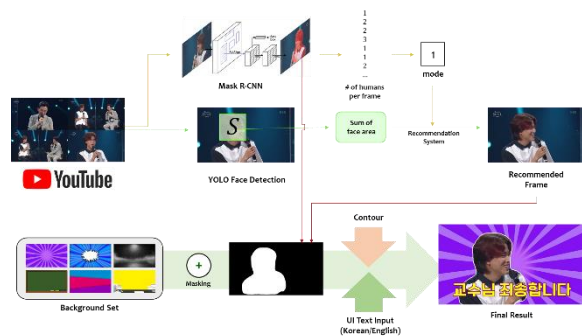 1
2
2
3
1
1
2
...
1
mode
Mask R-CNN
# of humans
per frame
S
Sum of
face area
Recommendation
System
YouTube
YOLO Face Detection
Recommended
Frame
Contour
+
Masking
Background Set
UI Text Input
(Korean/English)
교수님 죄송합니다
Final Result